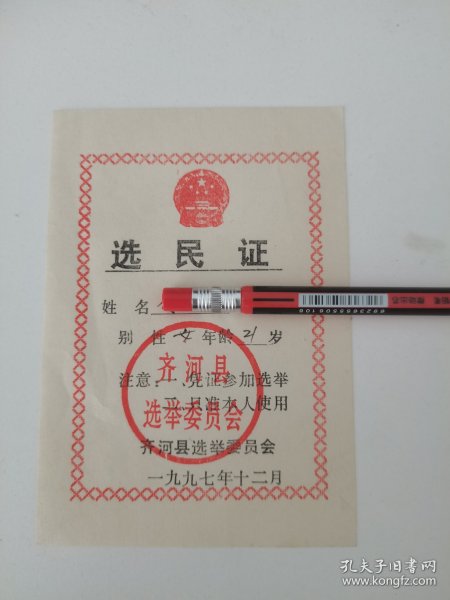 选民证
姓名
别性女年龄21岁
注意：一、凭证参加选举
二、只准本人使用
齐河县
选举委员会
齐河县选举委员会
一九九七年十二月
6923656508106
孔夫子旧书网
www.kongfz.com